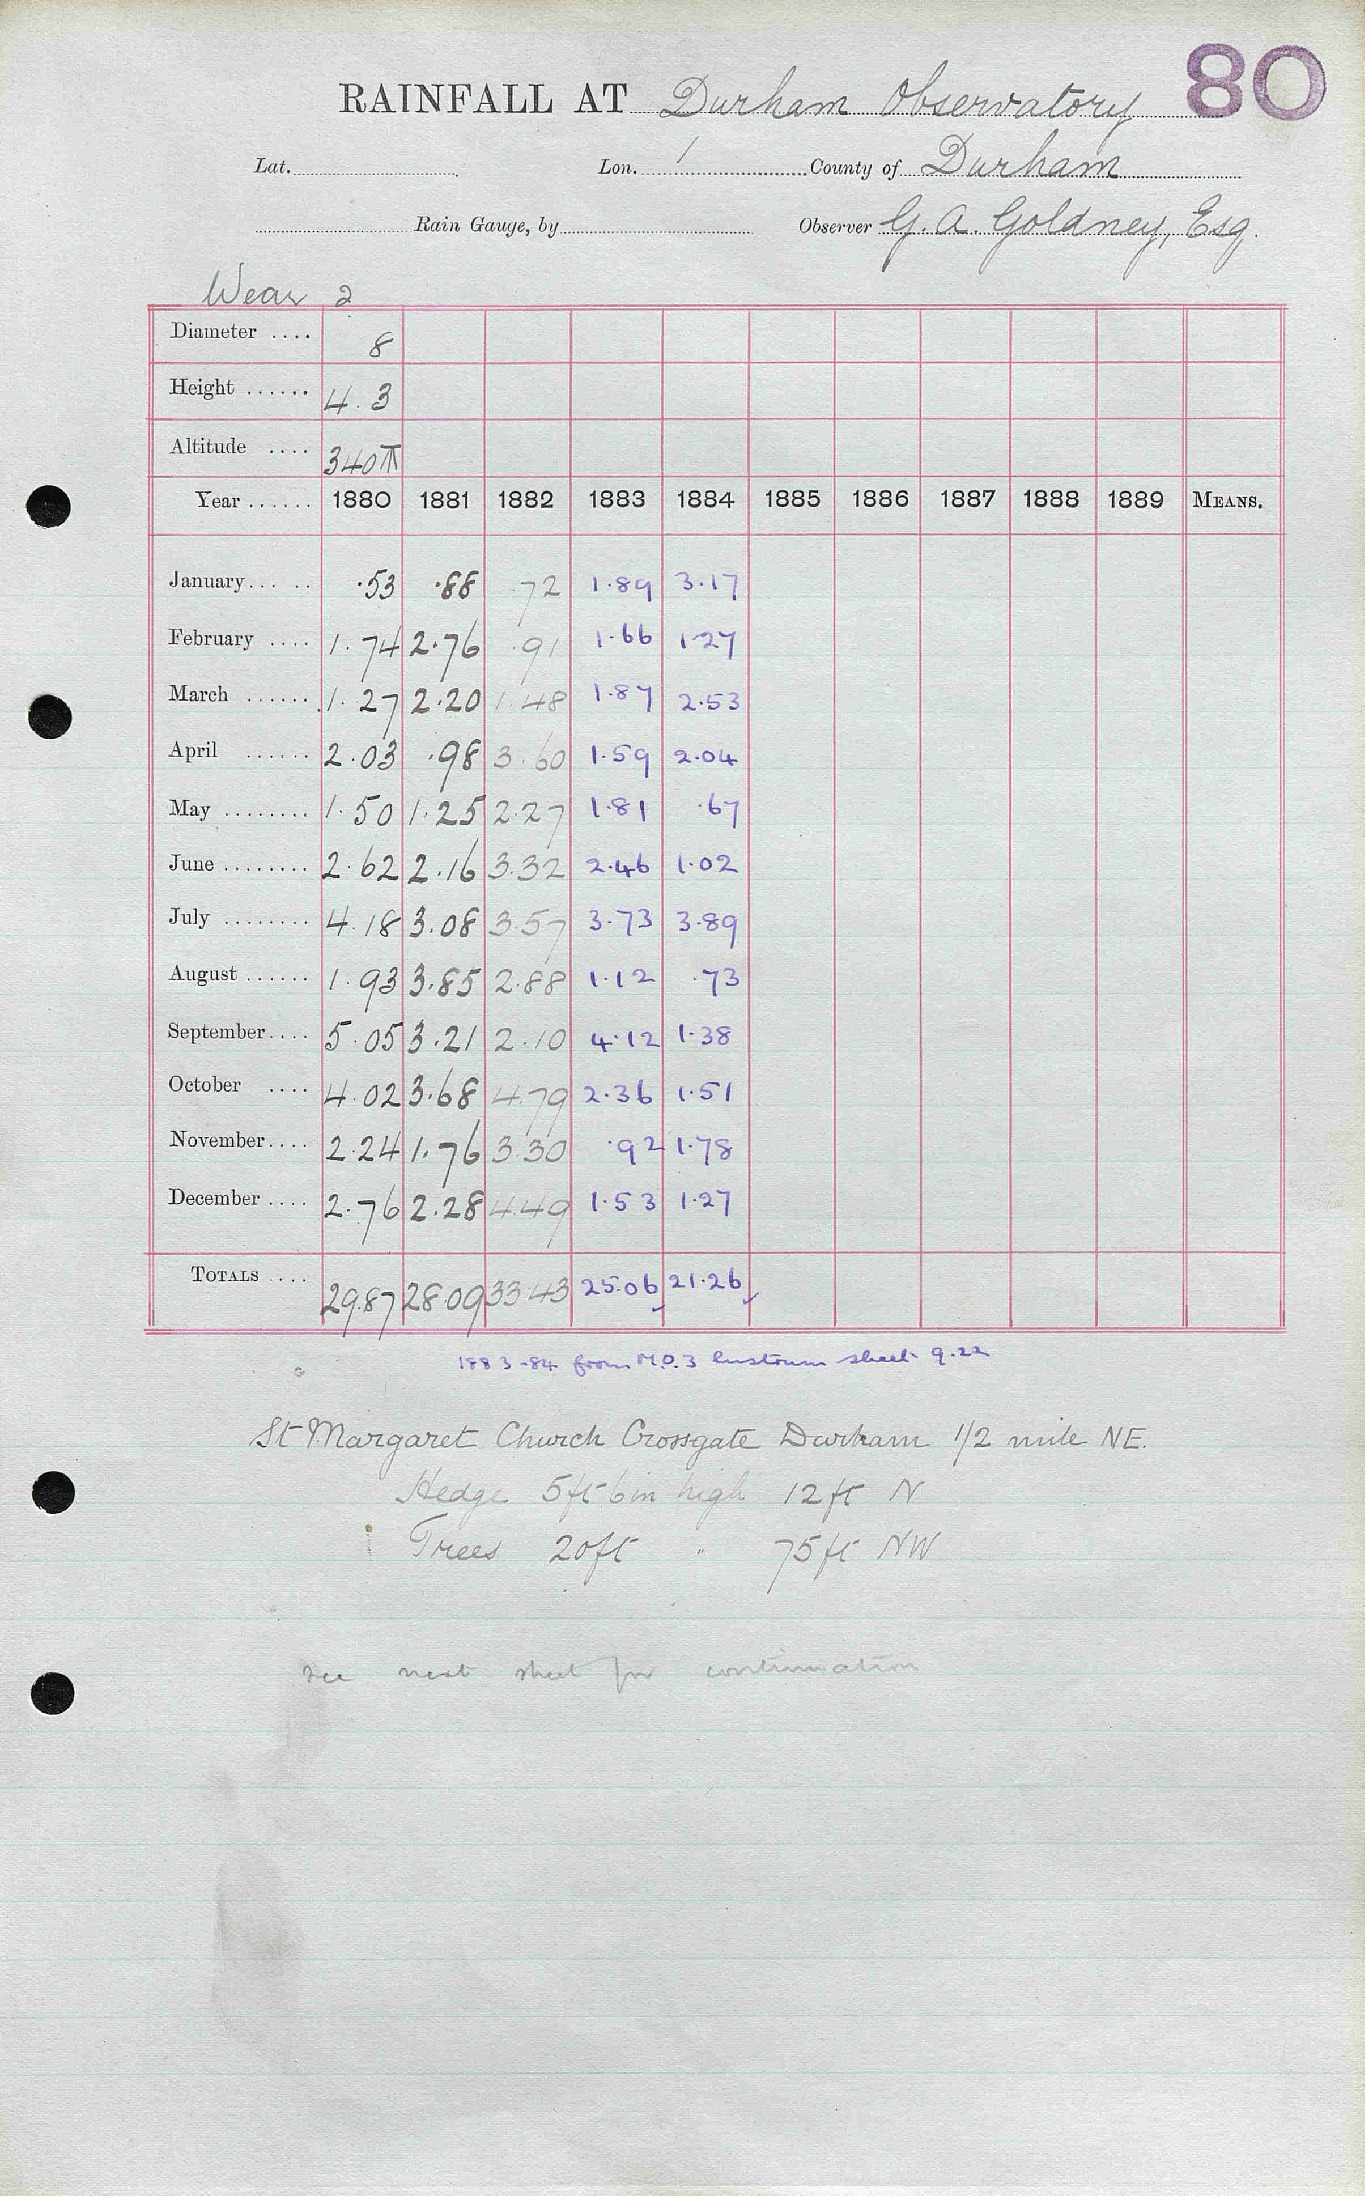 80
RAINFALL AT Durham Observatory
Lat. Lon. / County of Durham
Rain Gauge, by Observer G. A. Goldney, Esq.
Wear 2
Diameter .... 8
Height ...... 4.3
Altitude .... 340
Year ...... 1880 1881 1882 1883 1884 1885 1886 1887 1888 1889 MEANS.
January... .. .53 .88 .72 1.89 3.17
February .... 1.74 2.76 .91 1.66 1.27
March ...... 1.27 2.20 1.48 1.87 2.53
April ...... 2.03 .98 3.60 1.59 2.04
May ........ 1.50 1.25 2.27 1.81 .67
June ........ 2.62 2.16 3.32 2.46 1.02
July ........ 4.18 3.08 3.57 3.73 3.89
August ...... 1.93 3.85 2.88 1.12 .73
September.... 5.05 3.21 2.10 4.12 1.38
October .... 4.02 3.68 4.79 2.36 1.51
November.... 2.24 1.76 3.30 .92 1.78
December .... 2.76 2.28 4.49 1.53 1.27
TOTALS .... 29.87 28.09 33.43 25.06 21.26
1883-84 from M.O.3 lustrum sheet 9.22
St Margaret Church Crossgate Durham 1/2 mile NE.
Hedge 5ft 6in high 12ft N
Trees 20ft " 75ft NW
see next sheet for continuation